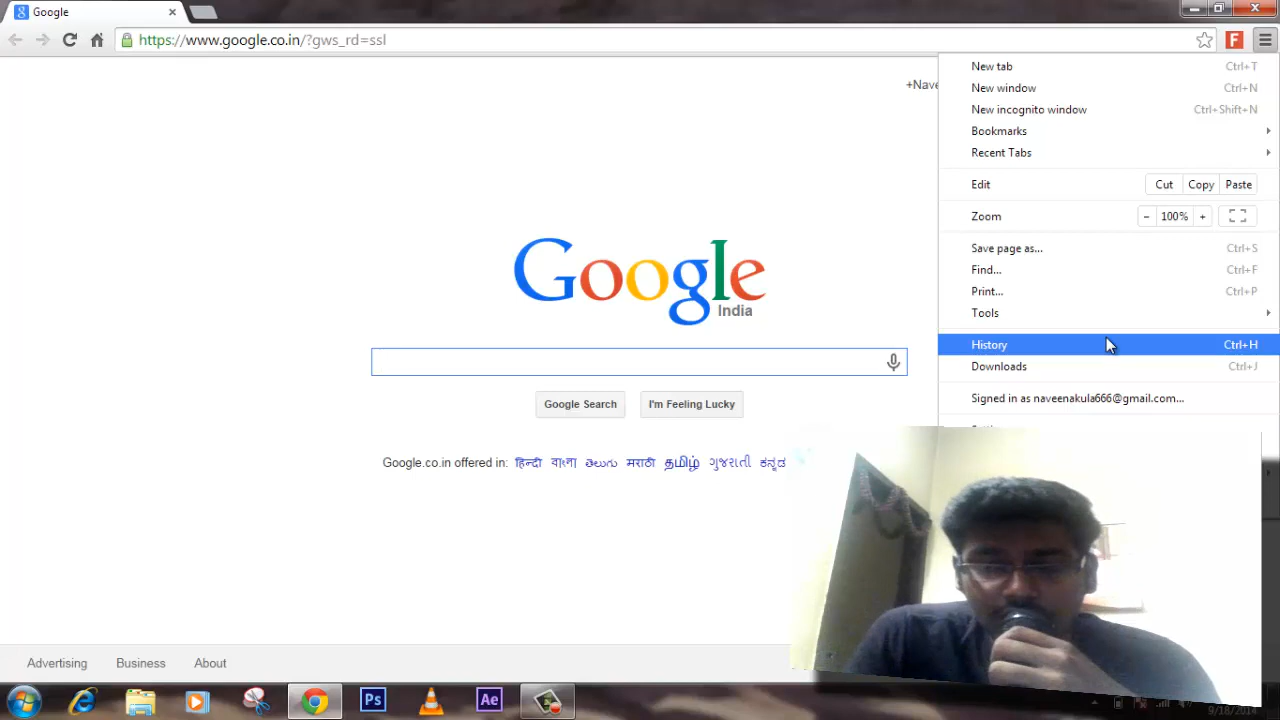 Google
https://www.google.co.in/?gws_rd=ssl
F
+Nave
New tab Ctrl+T
New window Ctrl+N
New incognito window Ctrl+Shift+N
Bookmarks
Recent Tabs
Edit Cut Copy Paste
Zoom − 100% +
Save page as... Ctrl+S
Find... Ctrl+F
Print... Ctrl+P
Tools
History Ctrl+H
Downloads Ctrl+J
Signed in as naveenakula666@gmail.com...
Google
India
Google Search I'm Feeling Lucky
Google.co.in offered in: हिन्दी বাংলা తెలుగు मराठी தமிழ் ગુજરાતી ಕನ್ನಡ
Advertising Business About
Ps Ae
9/18/2014